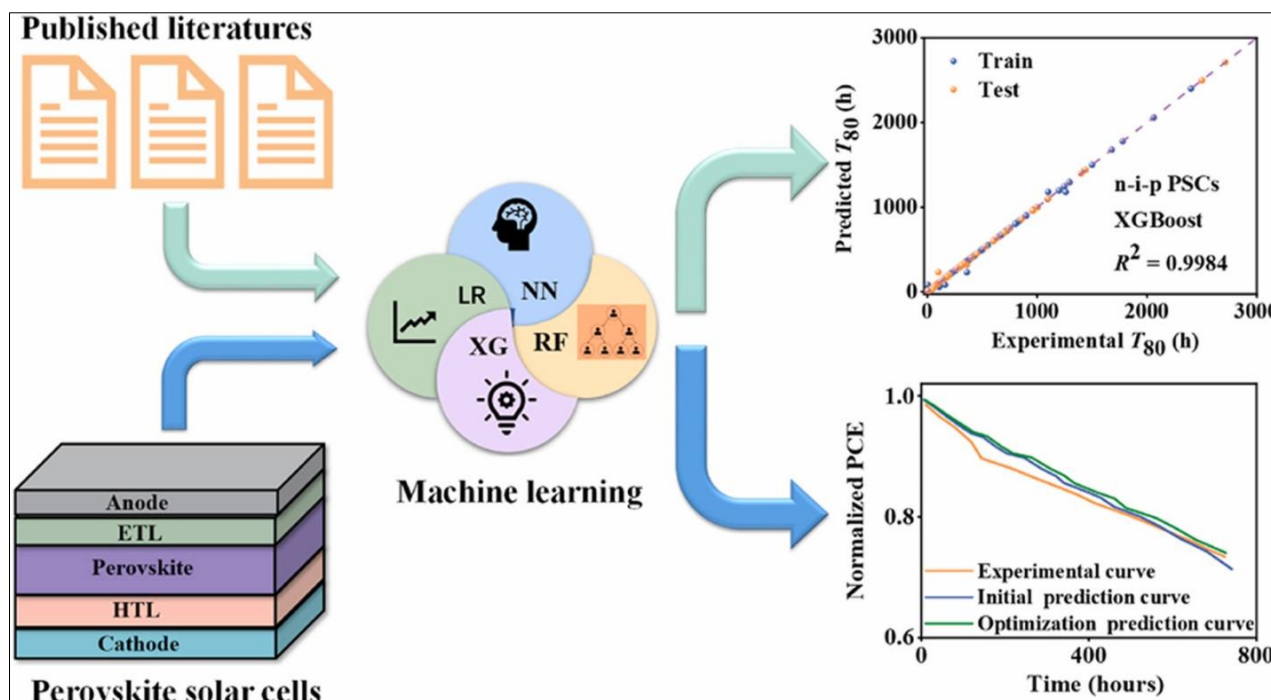 Published literatures
Anode
ETL
Perovskite
HTL
Cathode
Perovskite solar cells
NN
LR
XG
RF
Machine learning
Predicted T80 (h)
3000
2000
1000
0
Train
Test
n-i-p PSCs
XGBoost
R² = 0.9984
0
1000
2000
3000
Experimental T80 (h)
Normalized PCE
1.0
0.8
0.6
Experimental curve
Initial prediction curve
Optimization prediction curve
0
400
800
Time (hours)